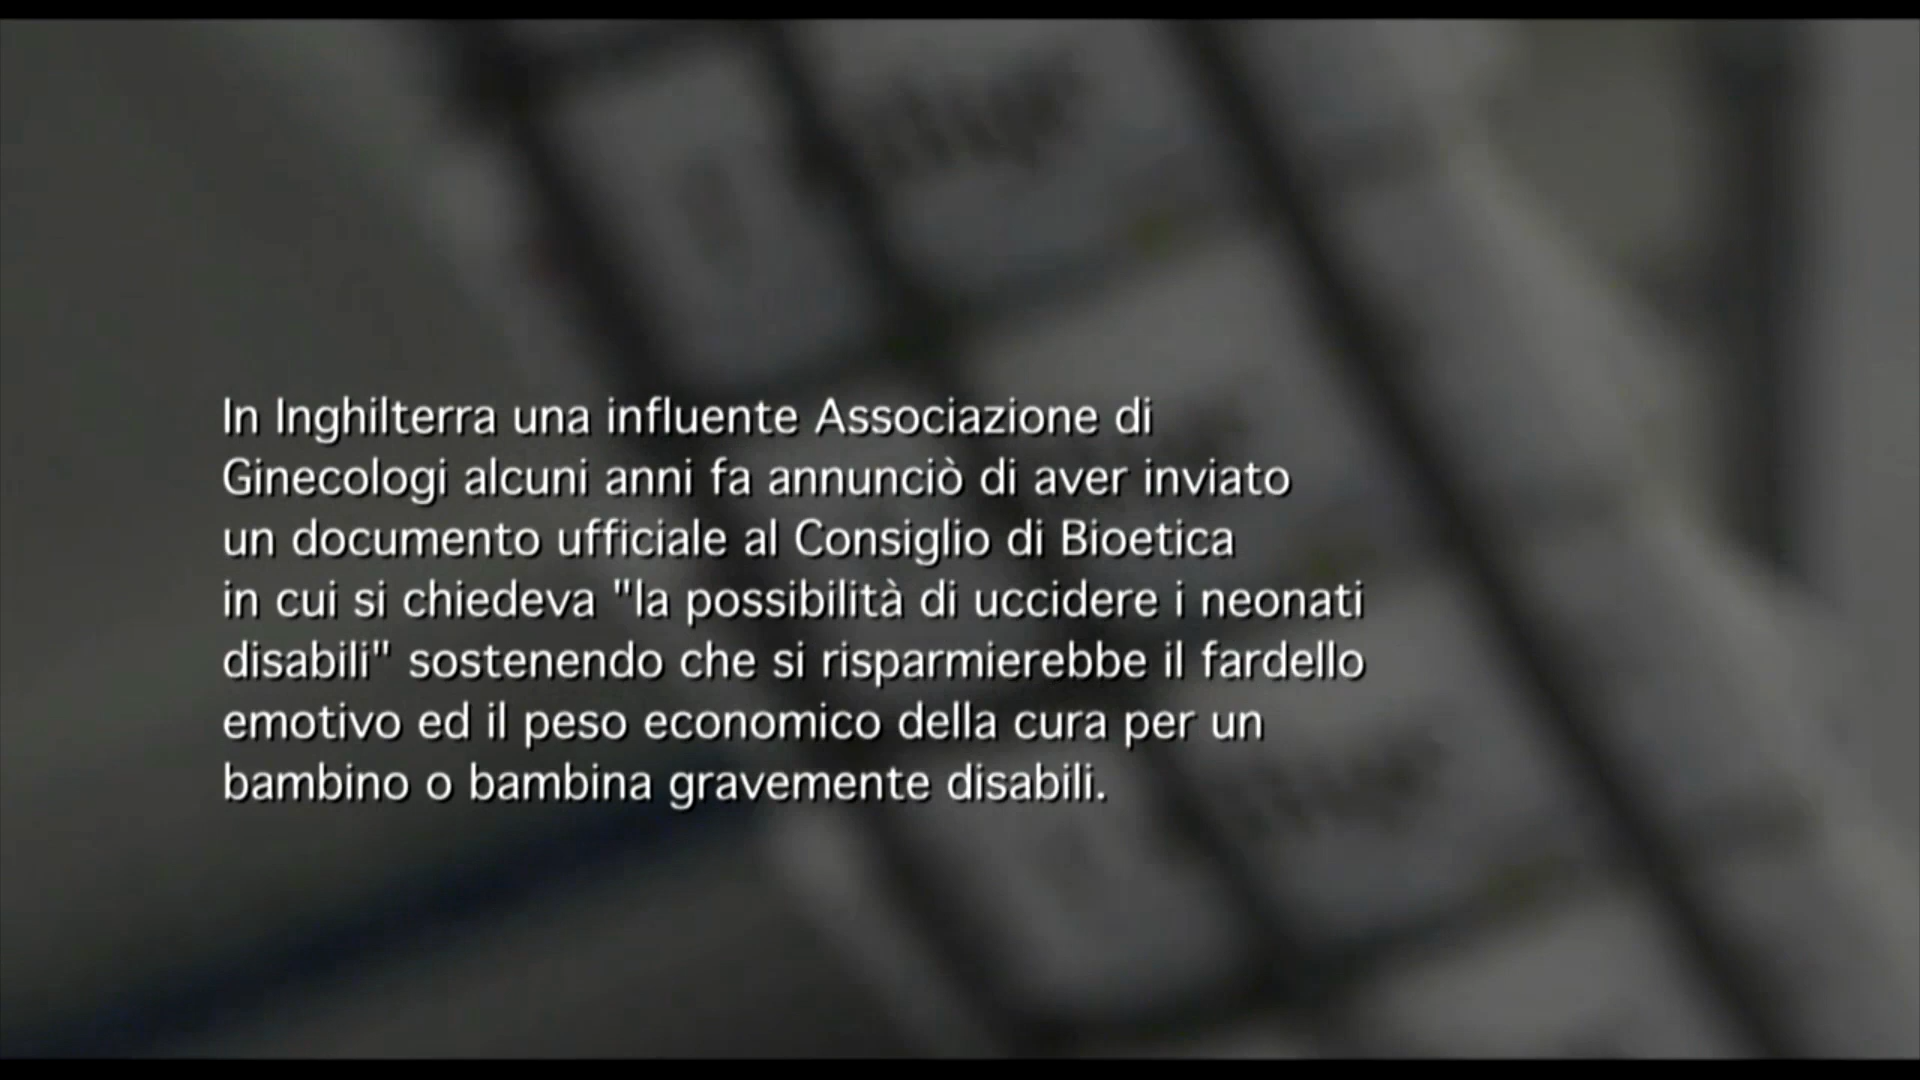 In Inghilterra una influente Associazione di
Ginecologi alcuni anni fa annunciò di aver inviato
un documento ufficiale al Consiglio di Bioetica
in cui si chiedeva "la possibilità di uccidere i neonati
disabili" sostenendo che si risparmierebbe il fardello
emotivo ed il peso economico della cura per un
bambino o bambina gravemente disabili.